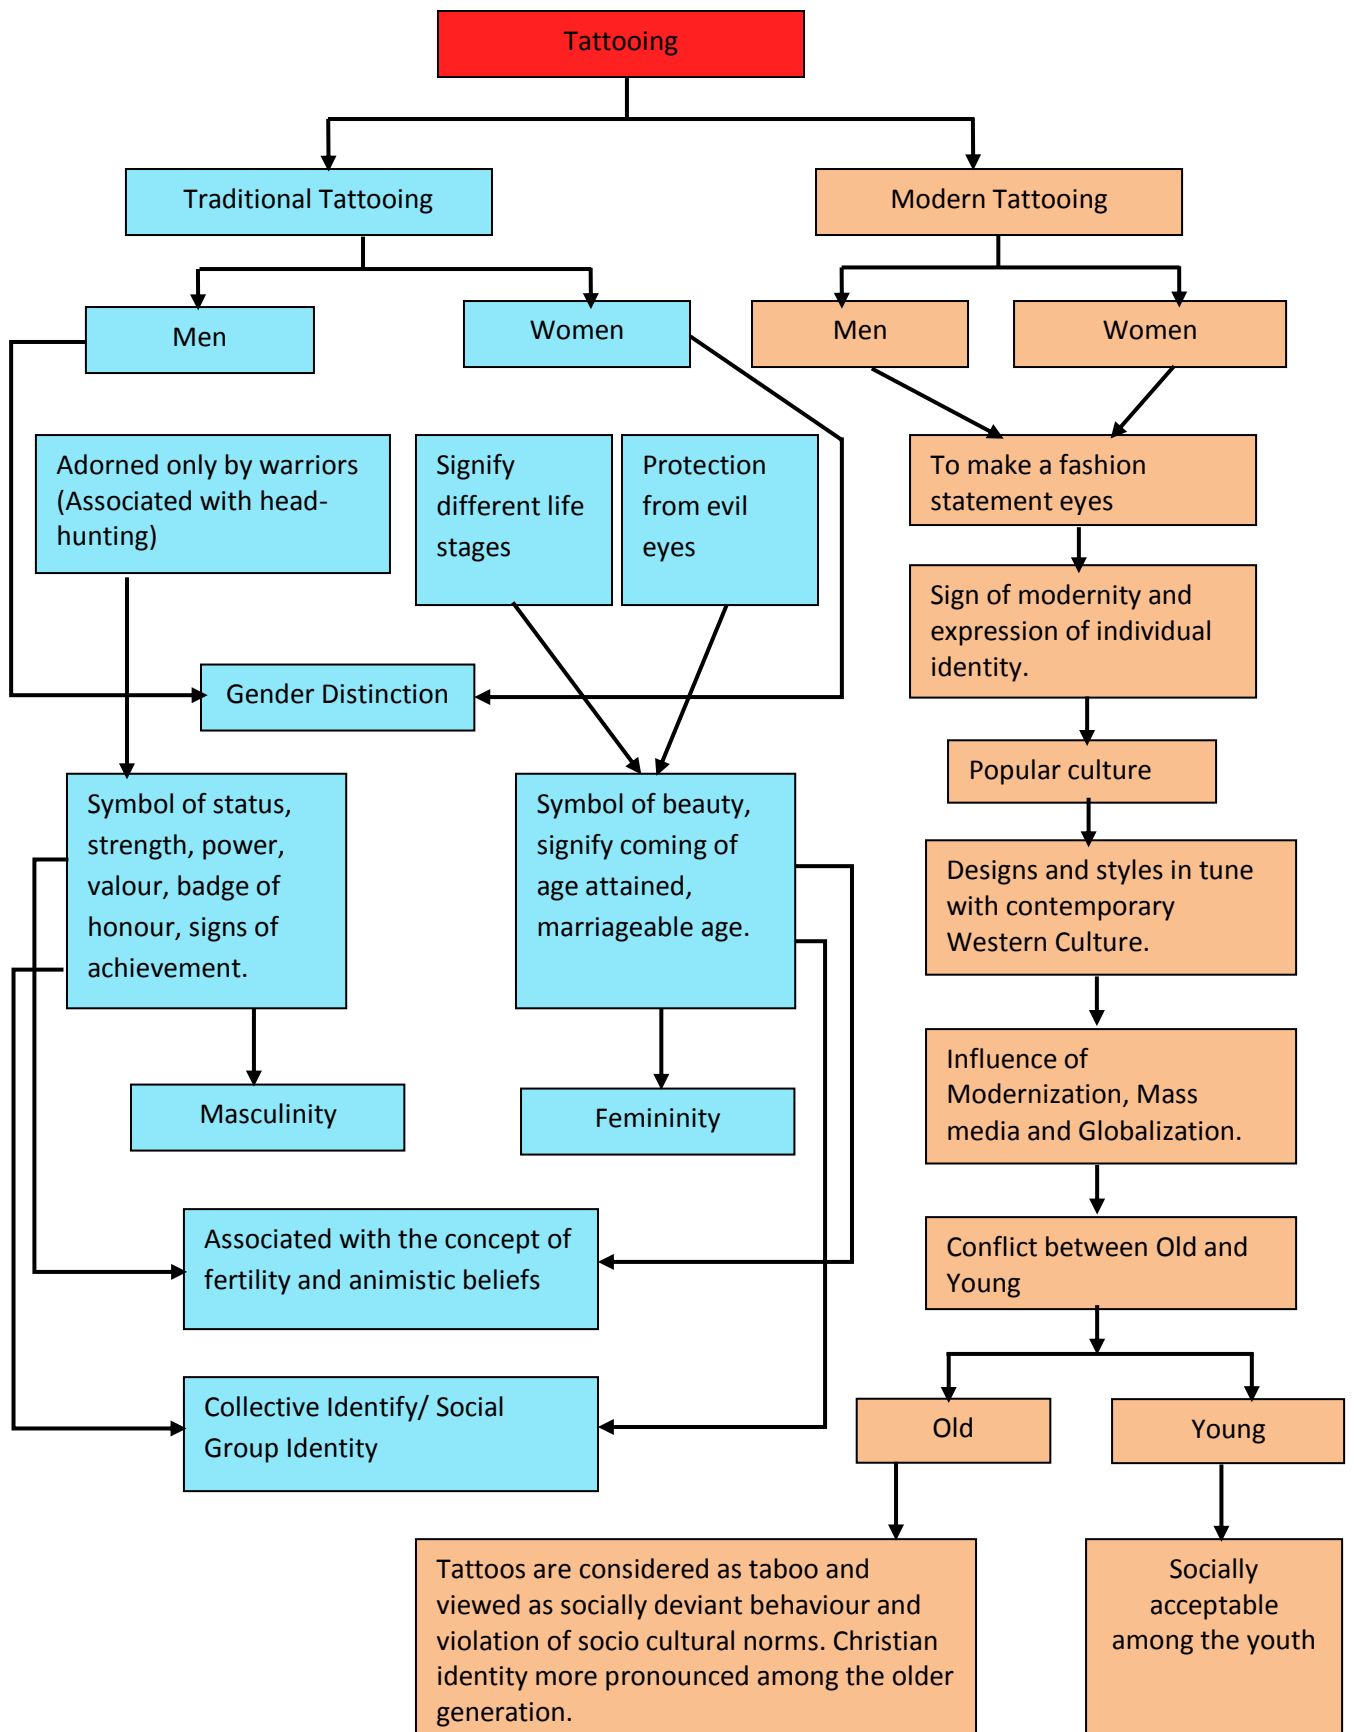 Tattooing
Traditional Tattooing
Modern Tattooing
Men
Women
Men
Women
Adorned only by warriors
(Associated with head-
hunting)
Signify
different life
stages
Protection
from evil
eyes
To make a fashion
statement eyes
Sign of modernity and
expression of individual
identity.
Gender Distinction
Popular culture
Symbol of status,
strength, power,
valour, badge of
honour, signs of
achievement.
Symbol of beauty,
signify coming of
age attained,
marriageable age.
Designs and styles in tune
with contemporary
Western Culture.
Influence of
Modernization, Mass
media and Globalization.
Masculinity
Femininity
Associated with the concept of
fertility and animistic beliefs
Conflict between Old and
Young
Collective Identify/ Social
Group Identity
Old
Young
Tattoos are considered as taboo and
viewed as socially deviant behaviour and
violation of socio cultural norms. Christian
identity more pronounced among the older
generation.
Socially
acceptable
among the youth